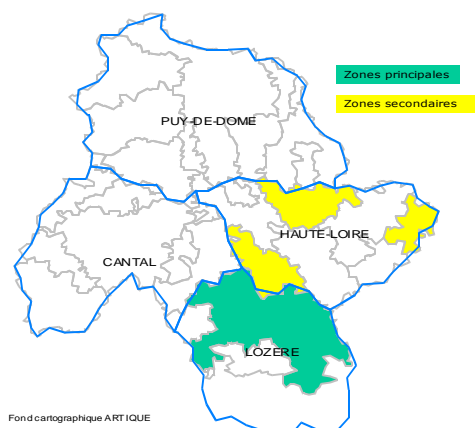 Zones principales
Zones secondaires
PUY-DE-DOME
HAUTE-LOIRE
CANTAL
LOZERE
Fond cartographique ARTIQUE